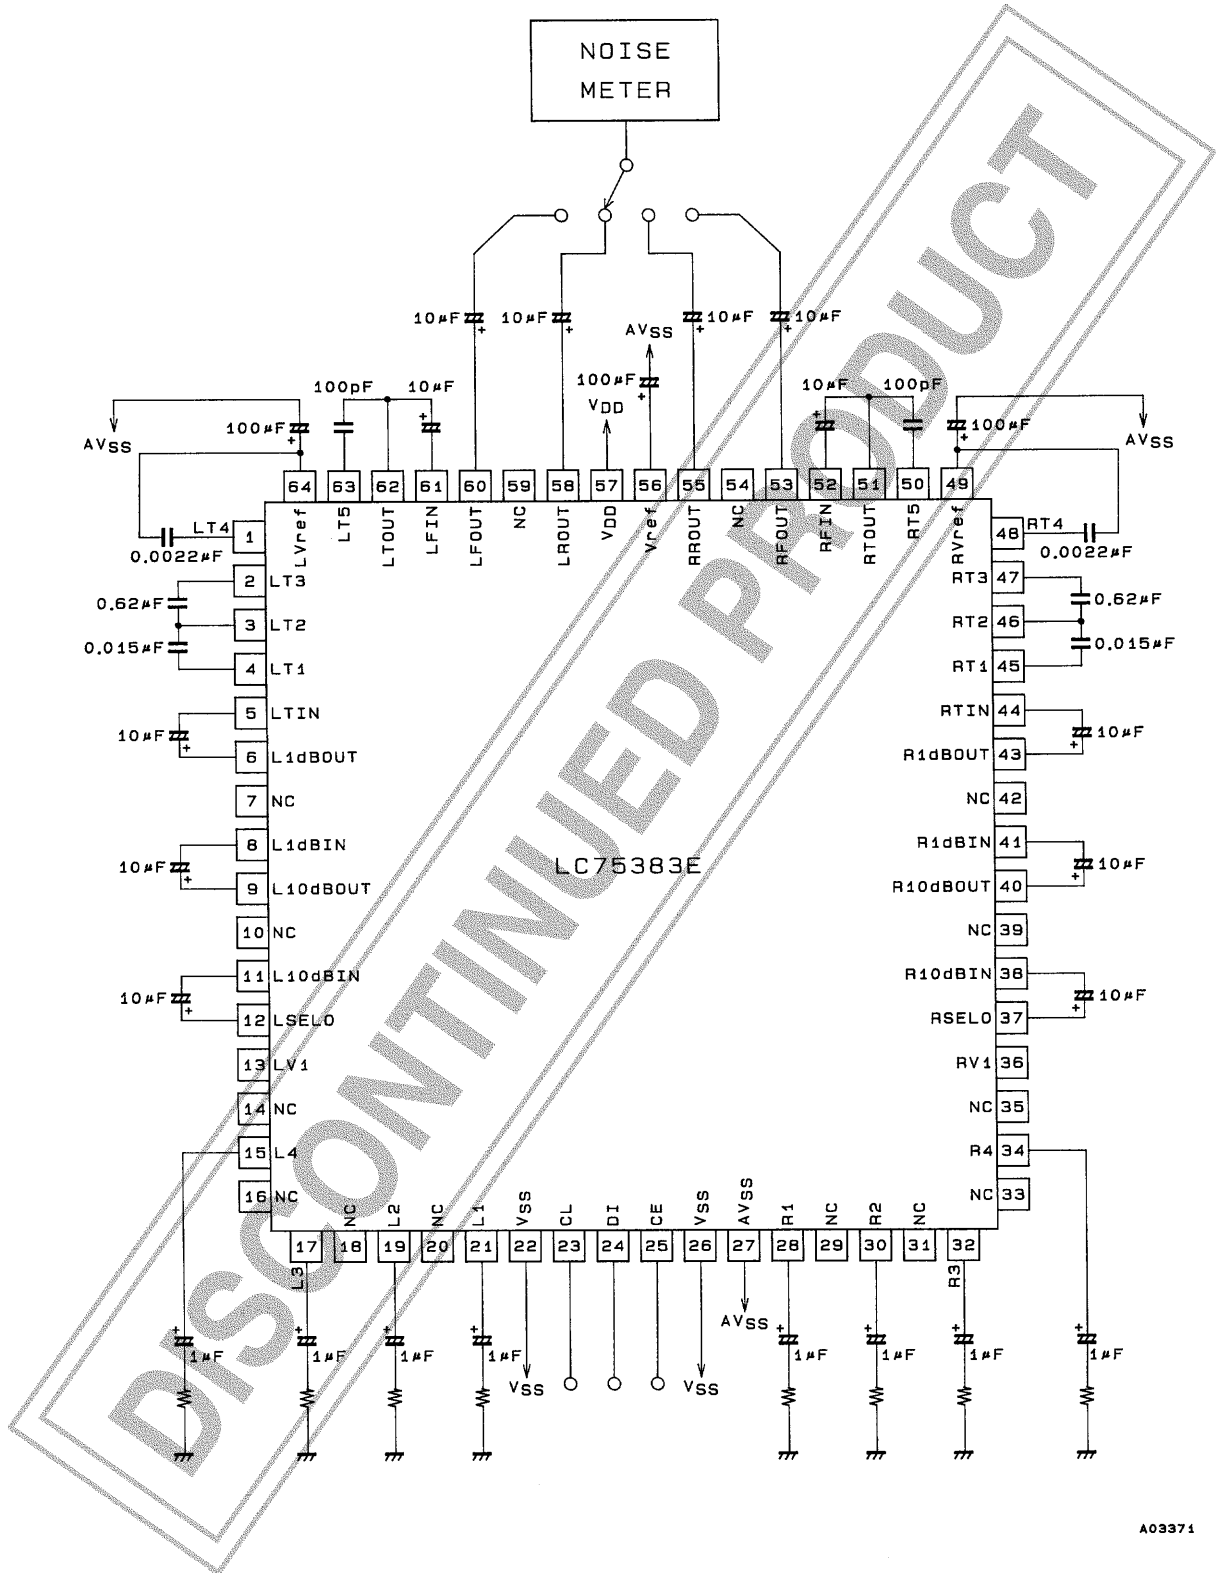 NOISE
METER
10µF 10µF 10µF 10µF
AVSS
100µF
VDD
100pF 10µF
10µF 100pF
AVSS 100µF
100µF AVSS
64 63 62 61 60 59 58 57 56 55 54 53 52 51 50 49
LVref LT5 LTOUT LFIN LFOUT NC LROUT VDD Vref RROUT NC RFOUT RFIN RTOUT RT5 RVref
LT4 1
0.0022µF
48 RT4
0.0022µF
2 LT3
RT3 47
0.62µF
0.62µF
3 LT2
RT2 46
0.015µF
0.015µF
4 LT1
RT1 45
5 LTIN
RTIN 44
10µF
10µF
6 L1dBOUT
R1dBOUT 43
7 NC
NC 42
8 L1dBIN
R1dBIN 41
10µF
LC75383E
10µF
9 L10dBOUT
R10dBOUT 40
10 NC
NC 39
11 L10dBIN
R10dBIN 38
10µF
10µF
12 LSELO
RSELO 37
13 LV1
RV1 36
14 NC
NC 35
15 L4
R4 34
16 NC
NC 33
NC L2 NC L1 VSS CL DI CE VSS AVSS R1 NC R2 NC
17 18 19 20 21 22 23 24 25 26 27 28 29 30 31 32
L3 R3
AVSS
1µF 1µF 1µF 1µF 1µF 1µF 1µF 1µF
VSS VSS
DISCONTINUED PRODUCT
A03371